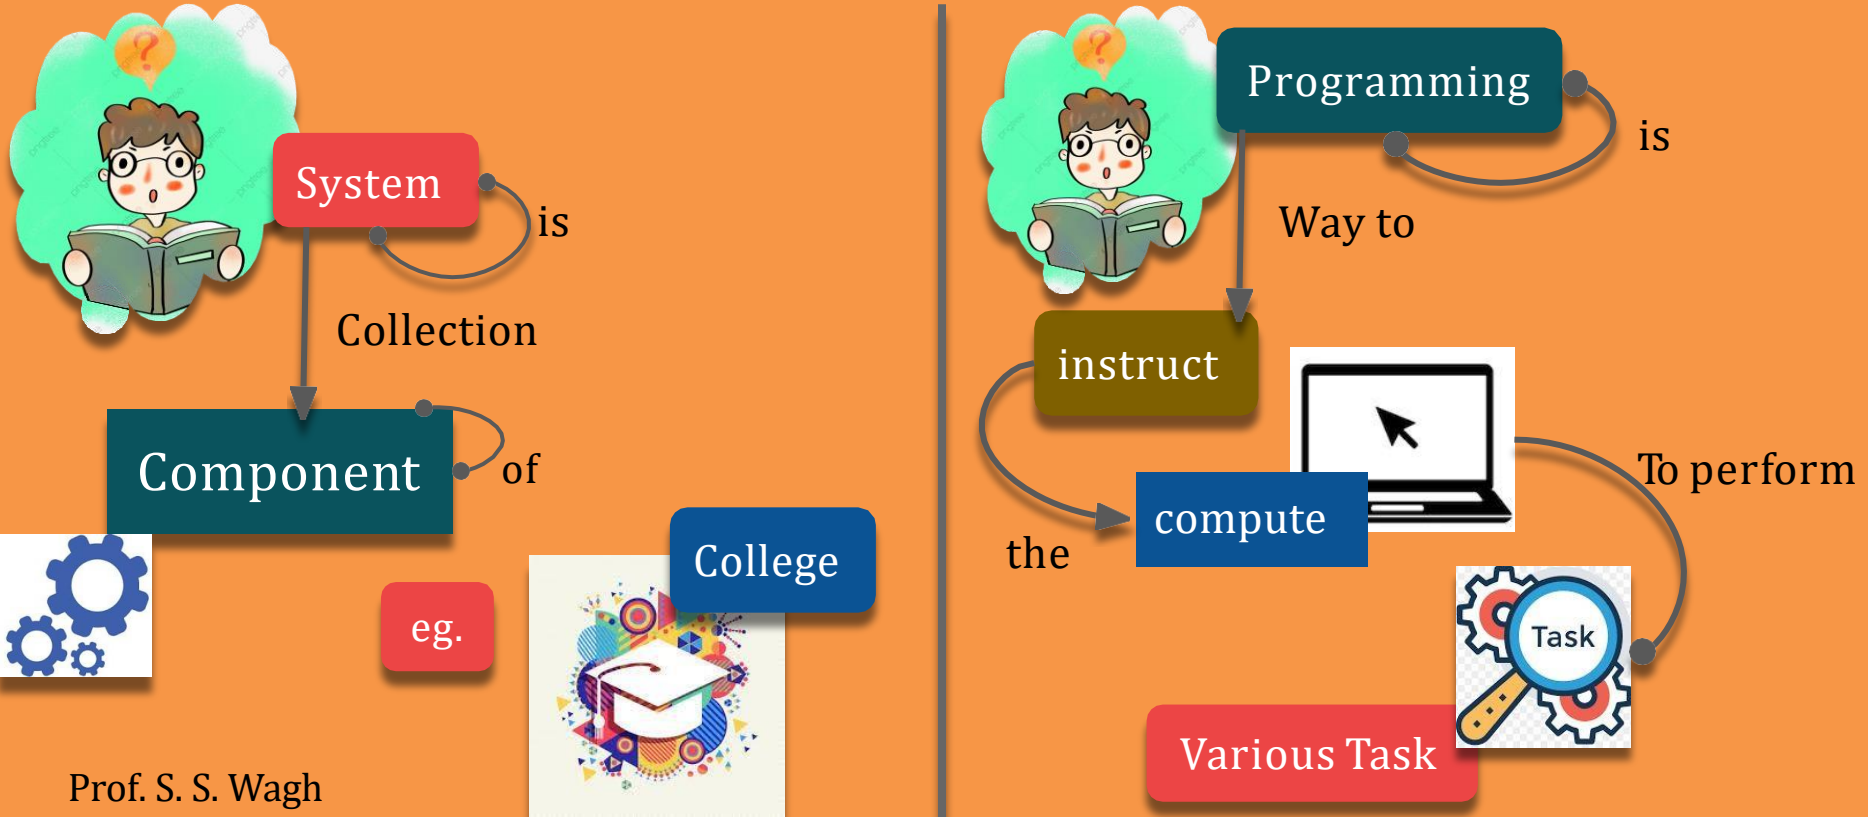 System
is
Collection
Component
of
eg.
College
Prof. S. S. Wagh
Programming
is
Way to
instruct
the
compute
To perform
Task
Various Task